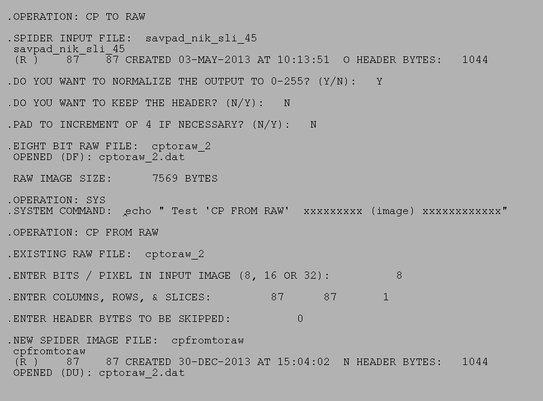 .OPERATION: CP TO RAW
.SPIDER INPUT FILE:  savpad_nik_sli_45
savpad_nik_sli_45
(R )    87    87 CREATED 03-MAY-2013 AT 10:13:51  O HEADER BYTES:   1044
.DO YOU WANT TO NORMALIZE THE OUTPUT TO 0-255? (Y/N):   Y
.DO YOU WANT TO KEEP THE HEADER? (N/Y):   N
.PAD TO INCREMENT OF 4 IF NECESSARY? (N/Y):   N
.EIGHT BIT RAW FILE:  cptoraw_2
OPENED (DF): cptoraw_2.dat
RAW IMAGE SIZE:      7569 BYTES
.OPERATION: SYS
.SYSTEM COMMAND:  echo " Test 'CP FROM RAW'  xxxxxxxxx (image) xxxxxxxxxxxx"
.OPERATION: CP FROM RAW
.EXISTING RAW FILE:  cptoraw_2
.ENTER BITS / PIXEL IN INPUT IMAGE (8, 16 OR 32):          8
.ENTER COLUMNS, ROWS, & SLICES:         87      87       1
.ENTER HEADER BYTES TO BE SKIPPED:          0
.NEW SPIDER IMAGE FILE:  cpfromtoraw
cpfromtoraw
(R )    87    87 CREATED 30-DEC-2013 AT 15:04:02  N HEADER BYTES:   1044
OPENED (DU): cptoraw_2.dat